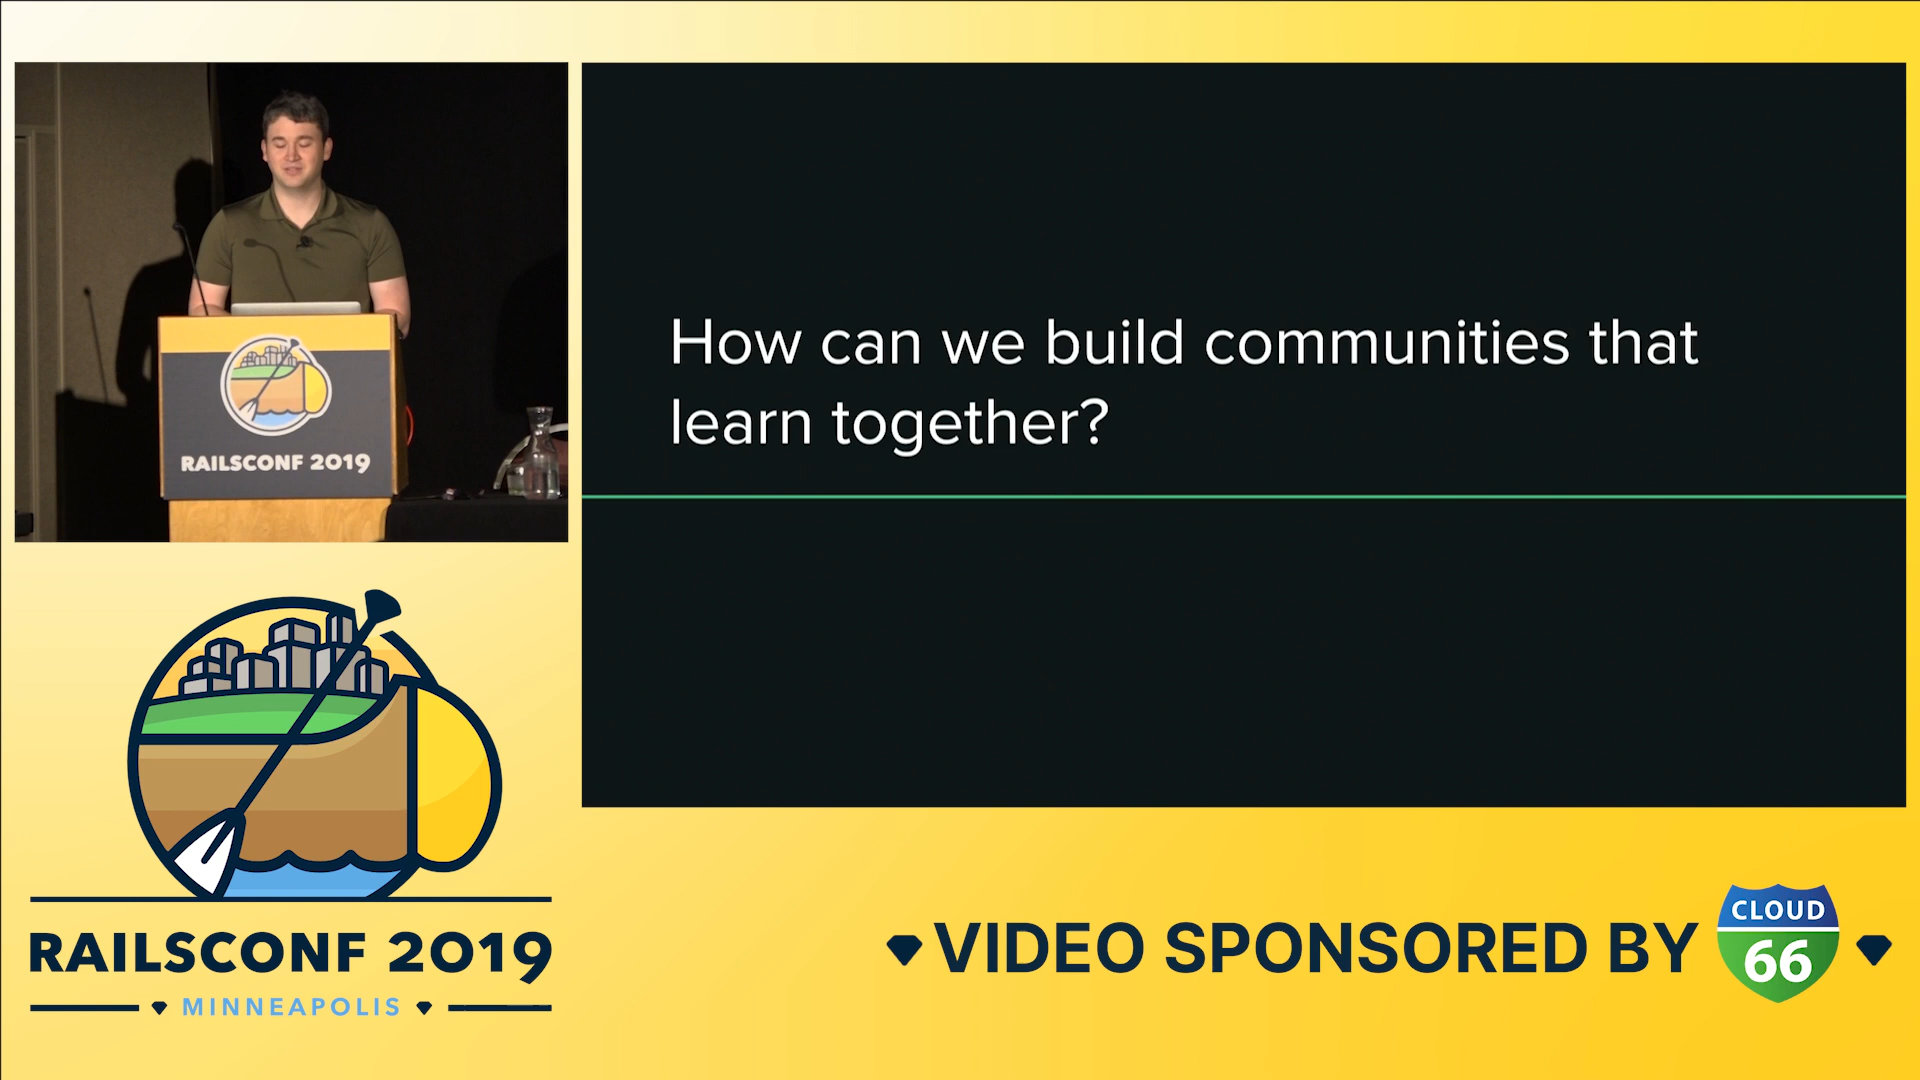 RAILSCONF 2019
How can we build communities that
learn together?
RAILSCONF 2019
MINNEAPOLIS
VIDEO SPONSORED BY
CLOUD
66